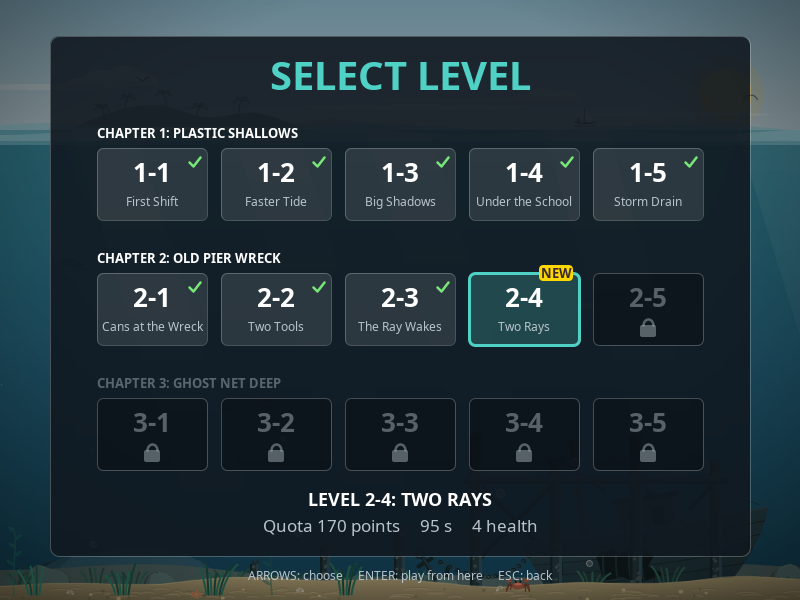 SELECT LEVEL
CHAPTER 1: PLASTIC SHALLOWS
1-1 1-2 1-3 1-4 1-5
First Shift Faster Tide Big Shadows Under the School Storm Drain
CHAPTER 2: OLD PIER WRECK
NEW
2-1 2-2 2-3 2-4 2-5
Cans at the Wreck Two Tools The Ray Wakes Two Rays
CHAPTER 3: GHOST NET DEEP
3-1 3-2 3-3 3-4 3-5
LEVEL 2-4: TWO RAYS
Quota 170 points 95 s 4 health
ARROWS: choose ENTER: play from here ESC: back